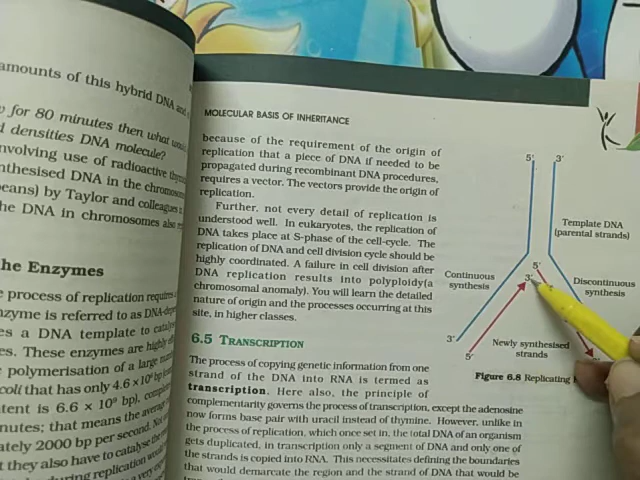 amounts of this hybrid DNA and
for 80 minutes then what
densities DNA molecule?
nvolving use of radioactive
nthesised DNA in the
eans) by Taylor and colleagues
he DNA in chromosomes also
he Enzymes
process of replication requires
nzyme is referred to as
es a DNA template to
es. These enzymes are highly
polymerisation of a large
coli that has only 4.6 × 10⁶ bp
tent is 6.6 × 10⁹ bp),
nutes; that means the average
ately 2000 bp per second.
t they also have to catalyse the
during replication would
MOLECULAR BASIS OF INHERITANCE
because of the requirement of the origin of
replication that a piece of DNA if needed to be
propagated during recombinant DNA procedures,
requires a vector. The vectors provide the origin of
replication.
Further, not every detail of replication is
understood well. In eukaryotes, the replication of
DNA takes place at S-phase of the cell-cycle. The
replication of DNA and cell division cycle should be
highly coordinated. A failure in cell division after
DNA replication results into polyploidy(a
chromosomal anomaly). You will learn the detailed
nature of origin and the processes occurring at this
site, in higher classes.
6.5 TRANSCRIPTION
The process of copying genetic information from one
strand of the DNA into RNA is termed as
transcription. Here also, the principle of
complementarity governs the process of transcription, except the adenosine
now forms base pair with uracil instead of thymine. However, unlike in
the process of replication, which once set in, the total DNA of an organism
gets duplicated, in transcription only a segment of DNA and only one of
the strands is copied into RNA. This necessitates defining the boundaries
that would demarcate the region and the strand of DNA that would be
5' 3'
Template DNA
(parental strands)
5'
3'
Continuous
synthesis
Discontinuous
synthesis
3'
5'
Newly synthesised
strands
Figure 6.8 Replicating